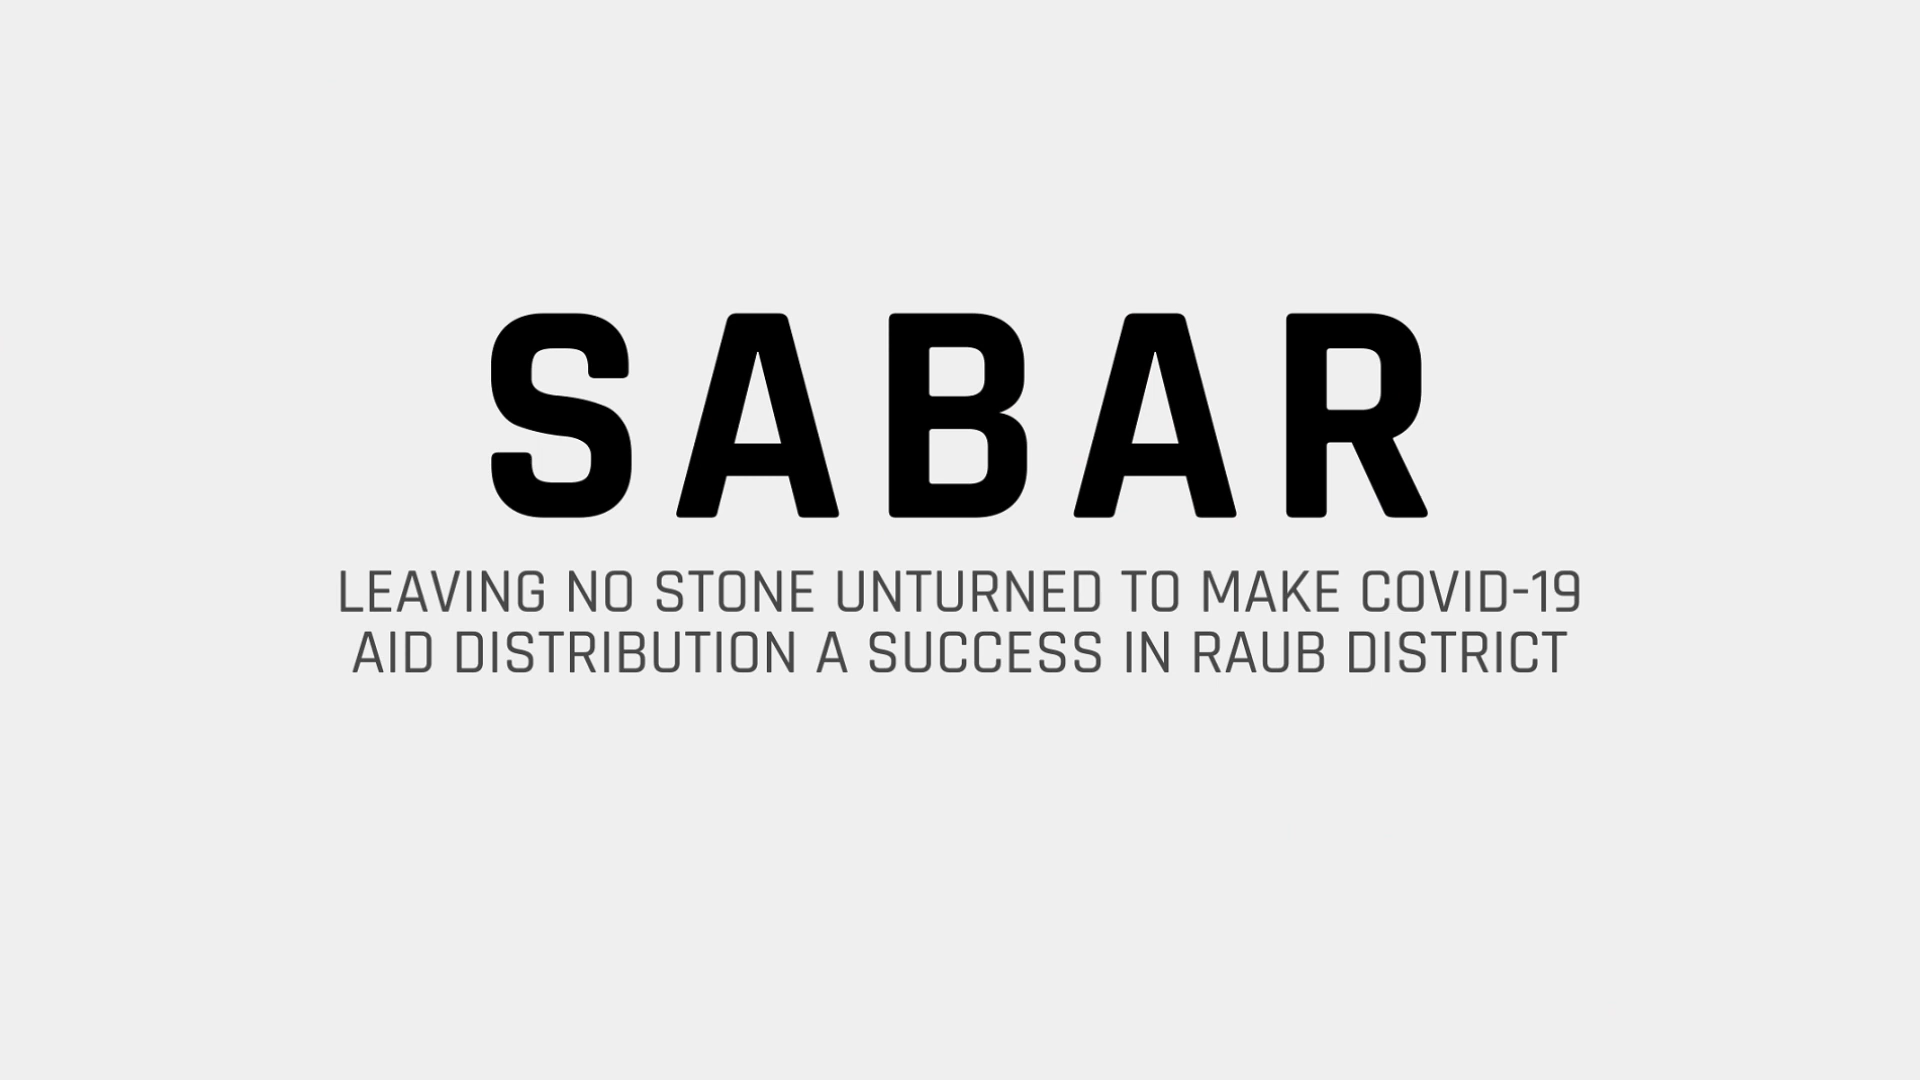 SABAR
LEAVING NO STONE UNTURNED TO MAKE COVID-19
AID DISTRIBUTION A SUCCESS IN RAUB DISTRICT